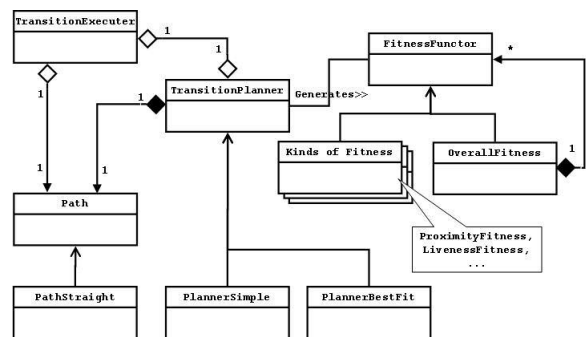 TransitionExecuter
1
1
1
1
1
1
TransitionPlanner
FitnessFunctor
*
Generates>>
Kinds of Fitness
OverallFitness
1
Path
ProximityFitness,
LivenessFitness,
...
PathStraight
PlannerSimple
PlannerBestFit